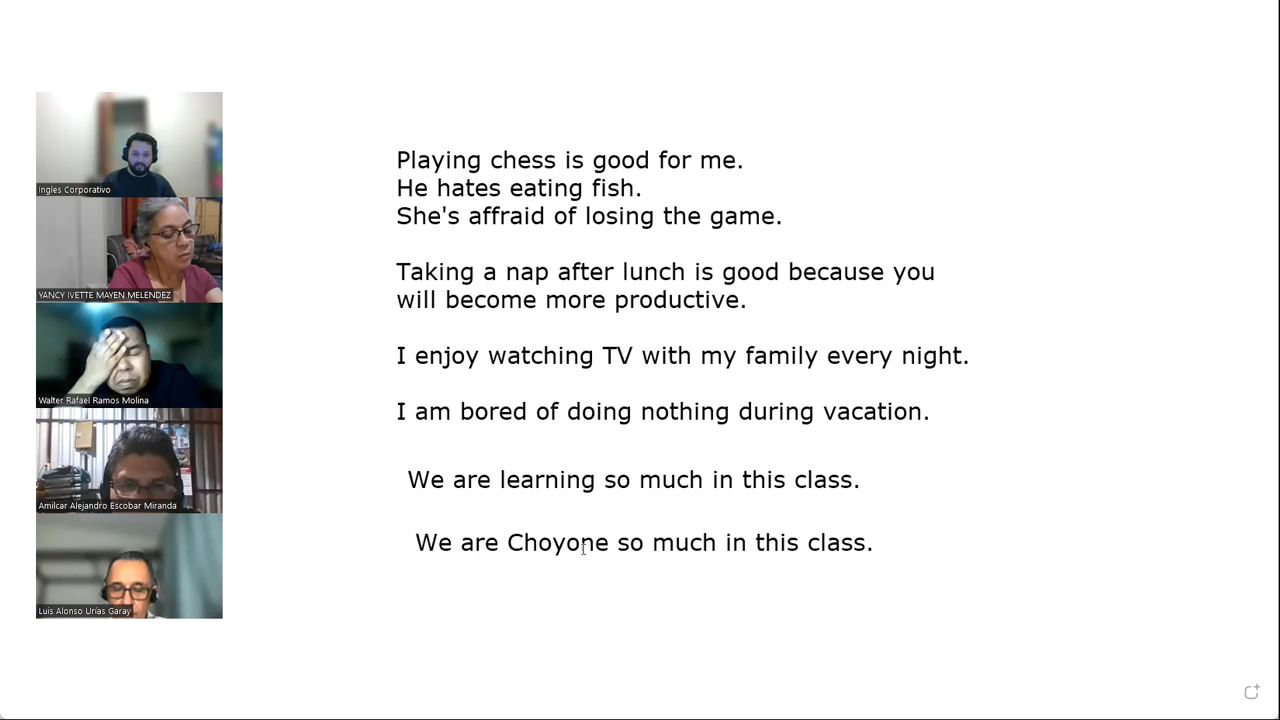 Ingles Corporativo
YANCY IVETTE MAYEN MELENDEZ
Walter Rafael Ramos Molina
Amilcar Alejandro Escobar Miranda
Luis Alonso Urías Garay
Playing chess is good for me.
He hates eating fish.
She's affraid of losing the game.
Taking a nap after lunch is good because you
will become more productive.
I enjoy watching TV with my family every night.
I am bored of doing nothing during vacation.
We are learning so much in this class.
We are Choyone so much in this class.